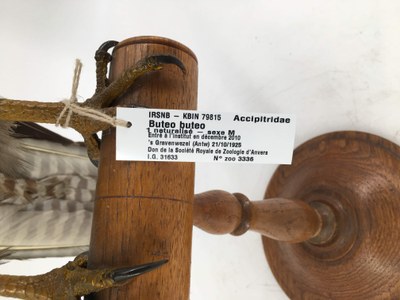 IRSNB – KBIN 79815 Accipitridae
Buteo buteo
1 naturalisé – sexe M
Entré à l'Institut en décembre 2010
's Gravenwezel (Antw) 21/10/1925
Don de la Société Royale de Zoologie d'Anvers
I.G. 31633 N° zoo 3336